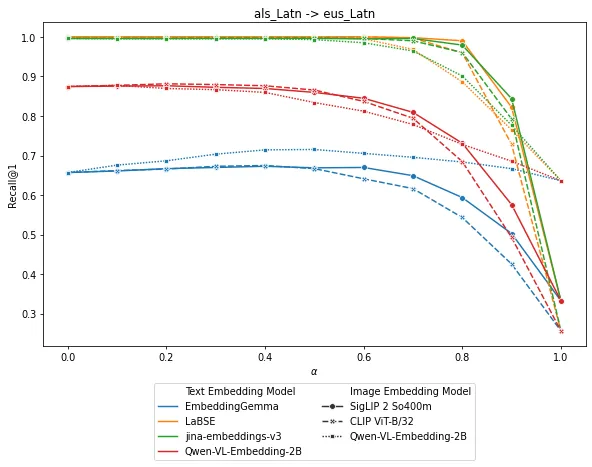 als_Latn -> eus_Latn
1.0
0.9
0.8
0.7
0.6
0.5
0.4
0.3
Recall@1
0.0 0.2 0.4 0.6 0.8 1.0
α
Text Embedding Model Image Embedding Model
EmbeddingGemma SigLIP 2 So400m
LaBSE CLIP ViT-B/32
jina-embeddings-v3 Qwen-VL-Embedding-2B
Qwen-VL-Embedding-2B